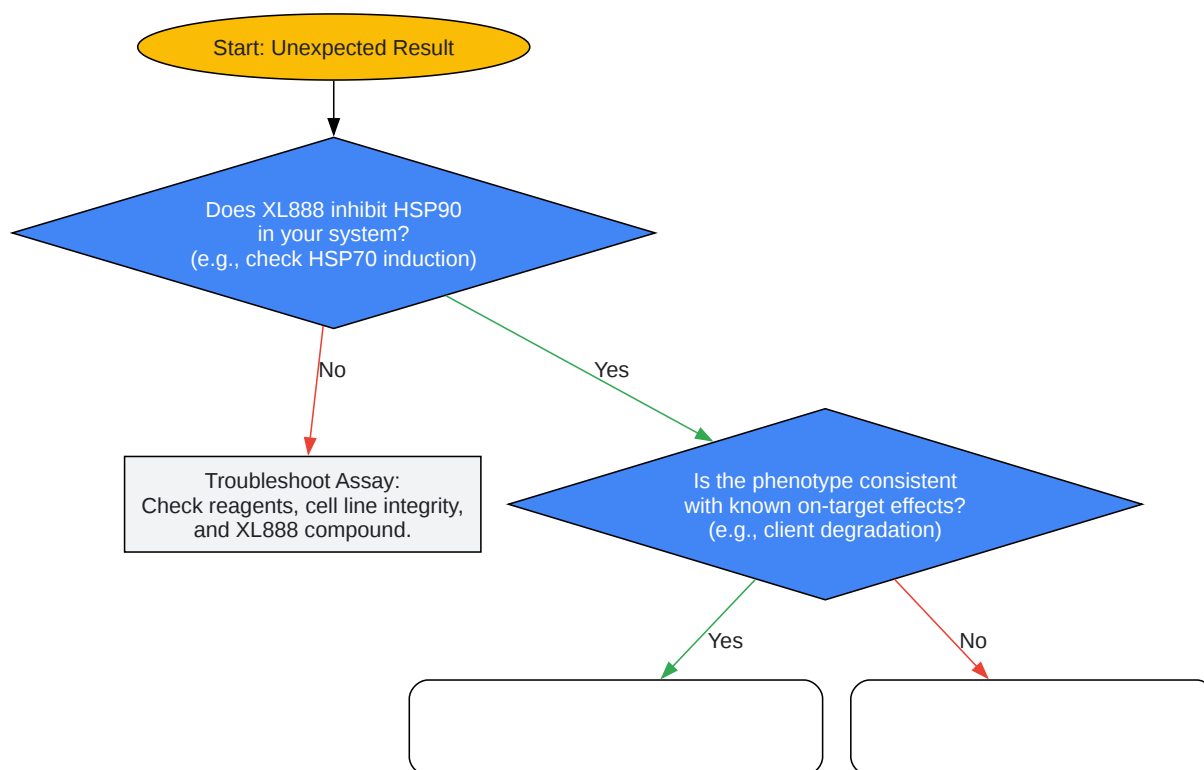 Start: Unexpected Result
Does XL888 inhibit HSP90
in your system?
(e.g., check HSP70 induction)
No
Yes
Troubleshoot Assay:
Check reagents, cell line integrity,
and XL888 compound.
Is the phenotype consistent
with known on-target effects?
(e.g., client degradation)
Yes
No